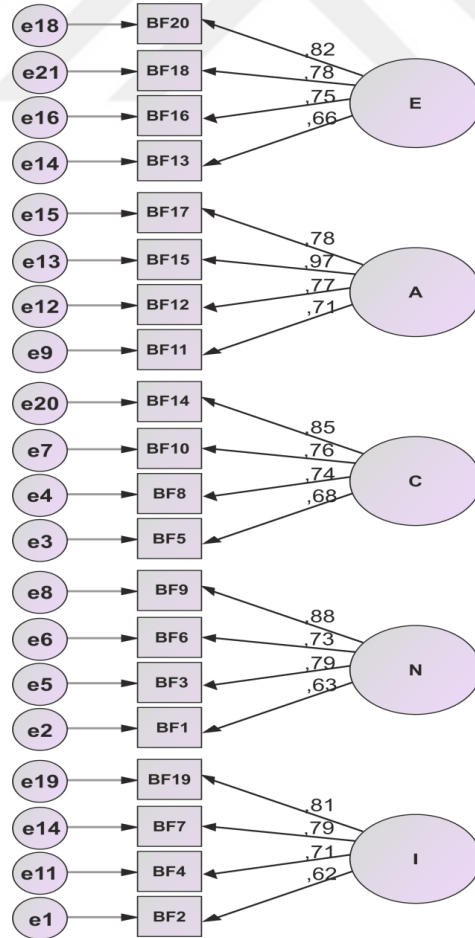 e18 BF20
,82
e21 BF18 ,78
E
e16 BF16 ,75
e14 BF13 ,66
e15 BF17
,78
e13 BF15 ,97
A
e12 BF12 ,77
e9 BF11 ,71
e20 BF14
,85
e7 BF10 ,76
C
e4 BF8 ,74
e3 BF5 ,68
e8 BF9
,88
e6 BF6 ,73
N
e5 BF3 ,79
e2 BF1 ,63
e19 BF19
,81
e14 BF7 ,79
I
e11 BF4 ,71
e1 BF2 ,62